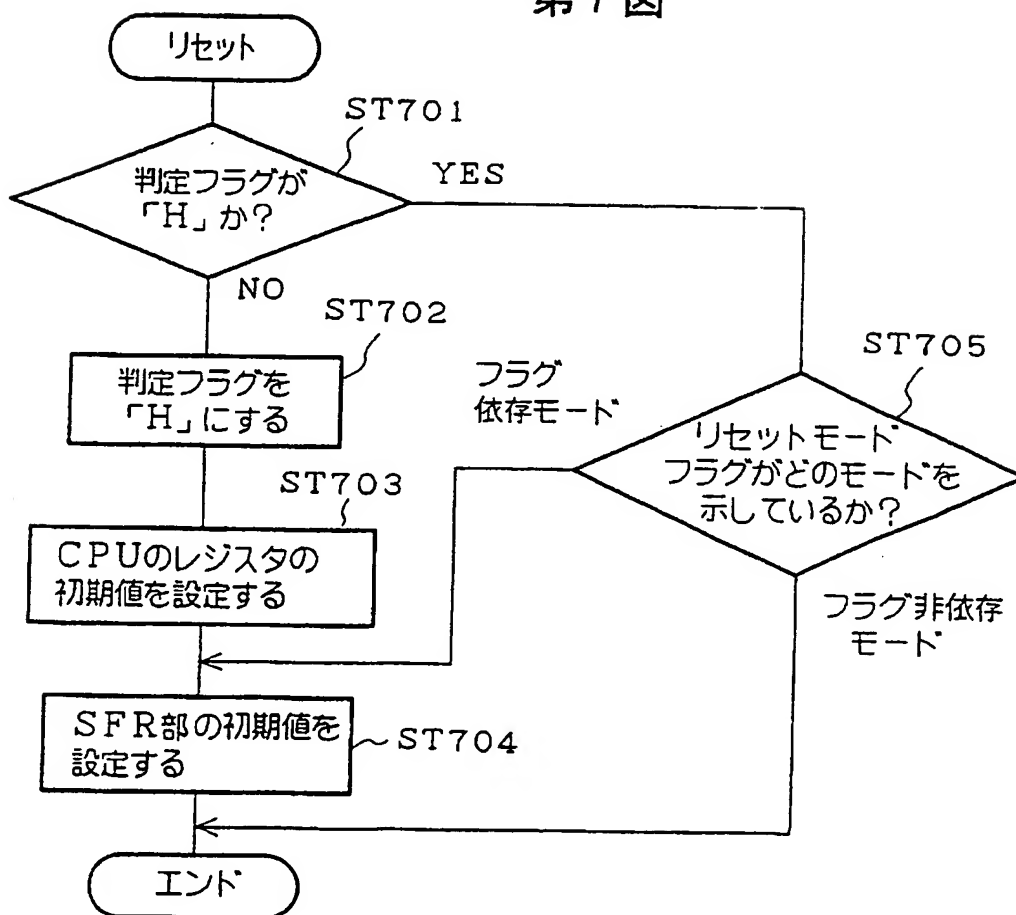 第7図
リセット
ST701
判定フラグが
「H」か?
YES
NO
ST702
判定フラグを
「H」にする
ST703
CPUのレジスタの
初期値を設定する
フラグ
依存モード
ST705
リセットモード
フラグがどのモードを
示しているか?
フラグ非依存
モード
SFR部の初期値を
設定する
ST704
エンド